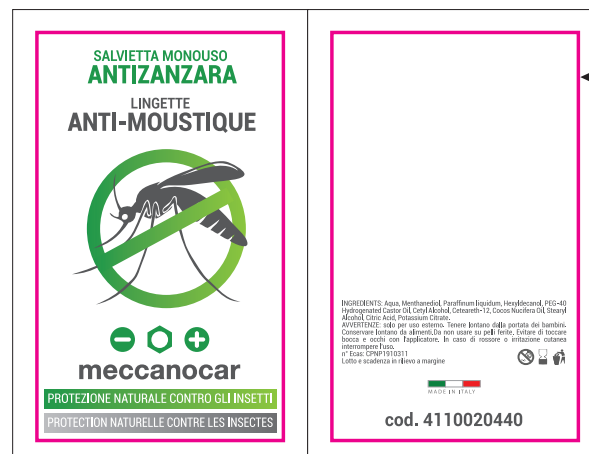 SALVIETTA MONOUSO
ANTIZANZARA
LINGETTE
ANTI-MOUSTIQUE
meccanocar
PROTEZIONE NATURALE CONTRO GLI INSETTI
PROTECTION NATURELLE CONTRE LES INSECTES
INGREDIENTS: Aqua, Menthanediol, Paraffinum liquidum, Hexyldecanol, PEG-40
Hydrogenated Castor Oil, Cetyl Alcohol, Ceteareth-12, Cocos Nucifera Oil, Stearyl
Alcohol, Citric Acid, Potassium Citrate.
AVVERTENZE: solo per uso esterno. Tenere lontano dalla portata dei bambini.
Conservare lontano da alimenti.Da non usare su pelli ferite. Evitare di toccare
bocca e occhi con l'applicatore. In caso di rossore o irritazione cutanea
interrompere l'uso.
n° Ecas: CPNP1910311
Lotto e scadenza in rilievo a margine
MADE IN ITALY
cod. 4110020440